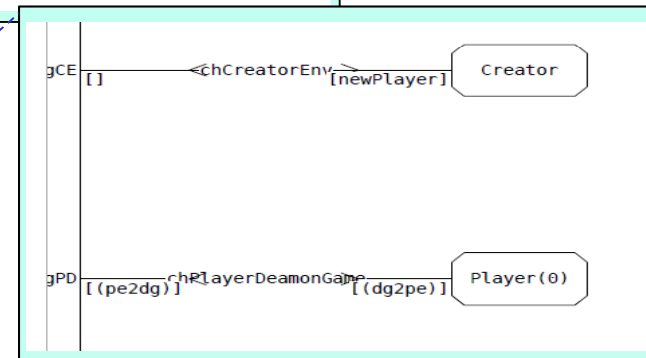 gCE
[]
chCreatorEnv
[newPlayer]
Creator
gPD
[(pe2dg)]
chPlayerDeamonGame
[(dg2pe)]
Player(0)